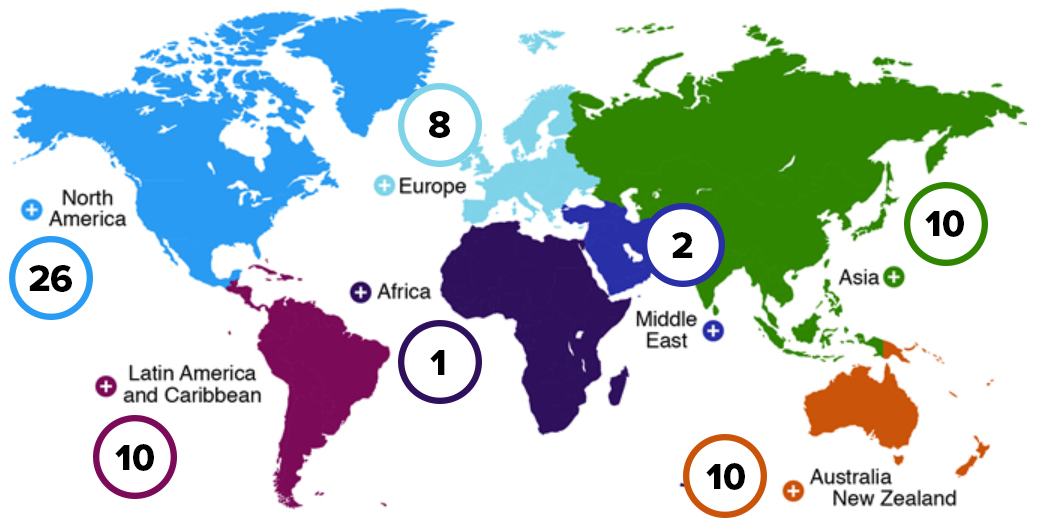 8
Europe
North
America
26
10
Asia
2
Middle
East
Africa
1
Latin America
and Caribbean
10
10
Australia
New Zealand